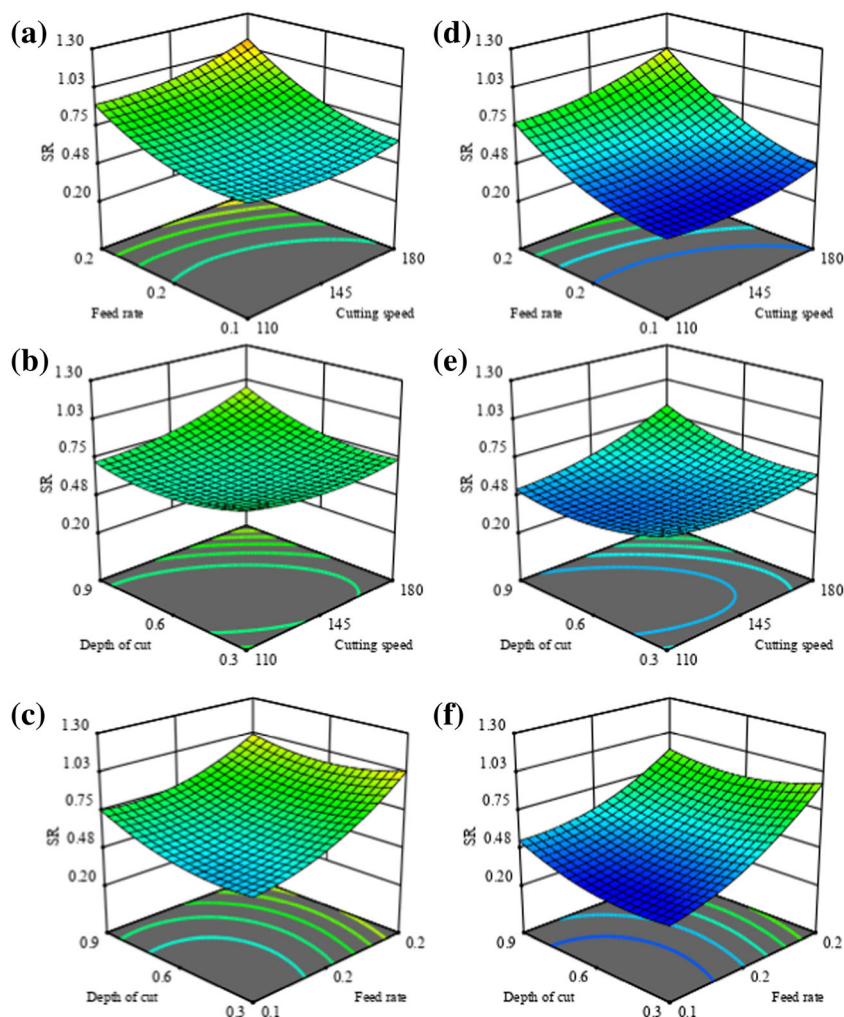 (a)
1.30
1.03
0.75
0.48
0.20
SR
0.2
0.2
0.1
Feed rate
110
145
180
Cutting speed
(d)
1.30
1.03
0.75
0.48
0.20
SR
0.2
0.2
0.1
Feed rate
110
145
180
Cutting speed
(b)
1.30
1.03
0.75
0.48
0.20
SR
0.9
0.6
0.3
Depth of cut
110
145
180
Cutting speed
(e)
1.30
1.03
0.75
0.48
0.20
SR
0.9
0.6
0.3
Depth of cut
110
145
180
Cutting speed
(c)
1.30
1.03
0.75
0.48
0.20
SR
0.9
0.6
0.3
Depth of cut
0.1
0.2
0.2
Feed rate
(f)
1.30
1.03
0.75
0.48
0.20
SR
0.9
0.6
0.3
Depth of cut
0.1
0.2
0.2
Feed rate